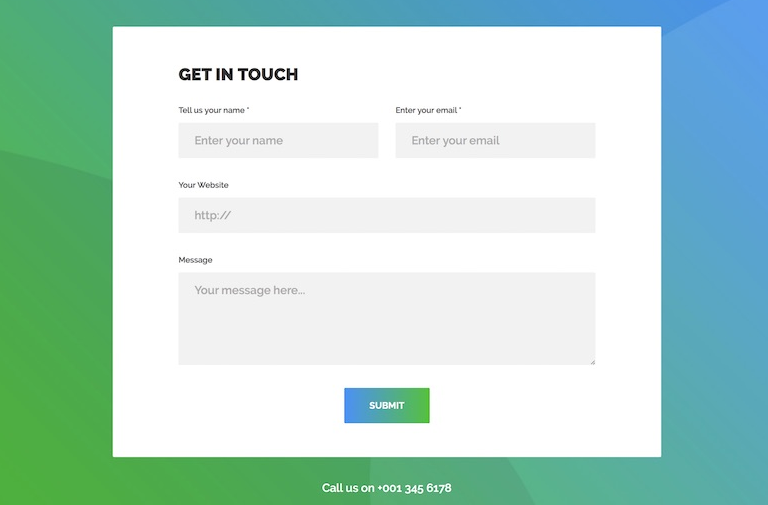 GET IN TOUCH
Tell us your name *
Enter your email *
Enter your name
Enter your email
Your Website
http://
Message
Your message here...
SUBMIT
Call us on +001 345 6178